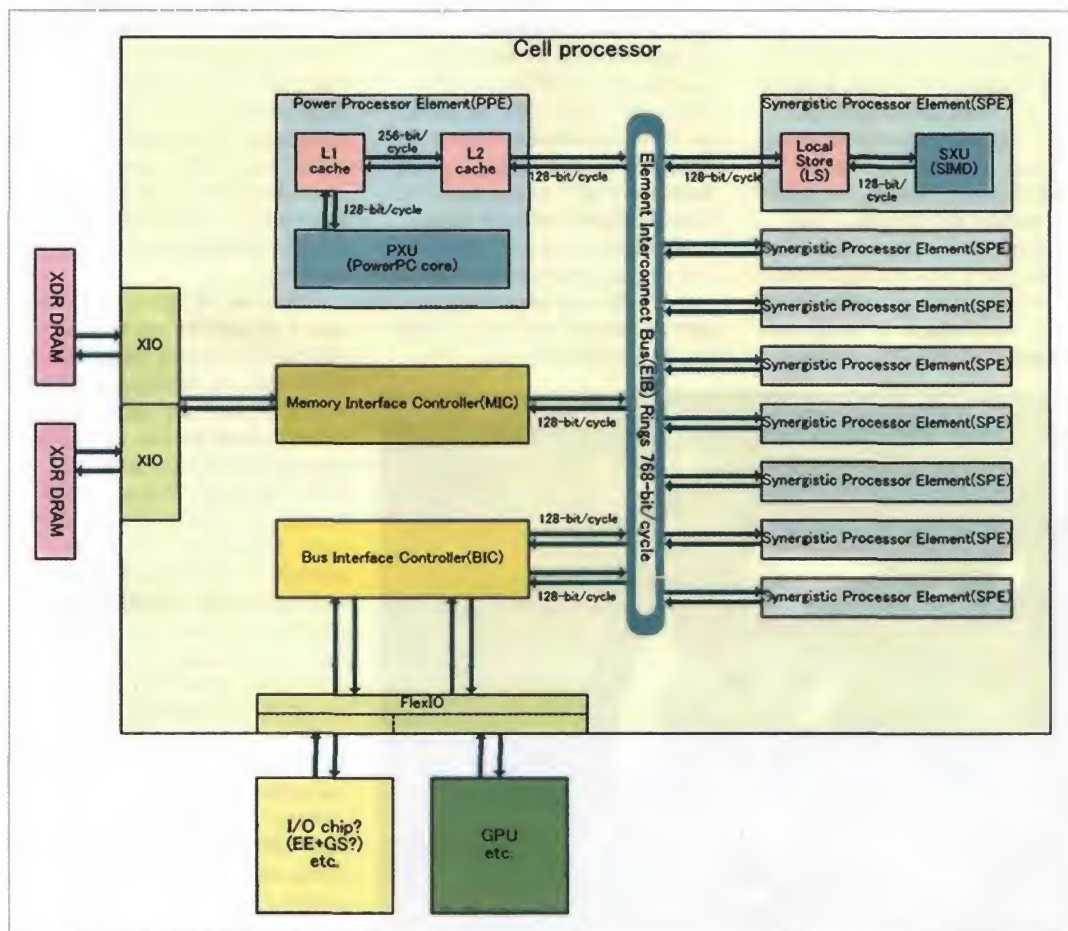 Cell processor
Power Processor Element(PPE)
L1
cache
256-bit/
cycle
L2
cache
128-bit/cycle
PXU
(PowerPC core)
128-bit/cycle
Element Interconnect Bus(EIB) Rings 768-bit/cycle
128-bit/cycle
Synergistic Processor Element(SPE)
Local
Store
(LS)
128-bit/
cycle
SXU
(SIMD)
Synergistic Processor Element(SPE)
Synergistic Processor Element(SPE)
Synergistic Processor Element(SPE)
Synergistic Processor Element(SPE)
Synergistic Processor Element(SPE)
Synergistic Processor Element(SPE)
Synergistic Processor Element(SPE)
XDR DRAM
XIO
XDR DRAM
XIO
Memory Interface Controller(MIC)
128-bit/cycle
Bus Interface Controller(BIC)
128-bit/cycle
128-bit/cycle
FlexIO
I/O chip?
(EE+GS?)
etc.
GPU
etc.